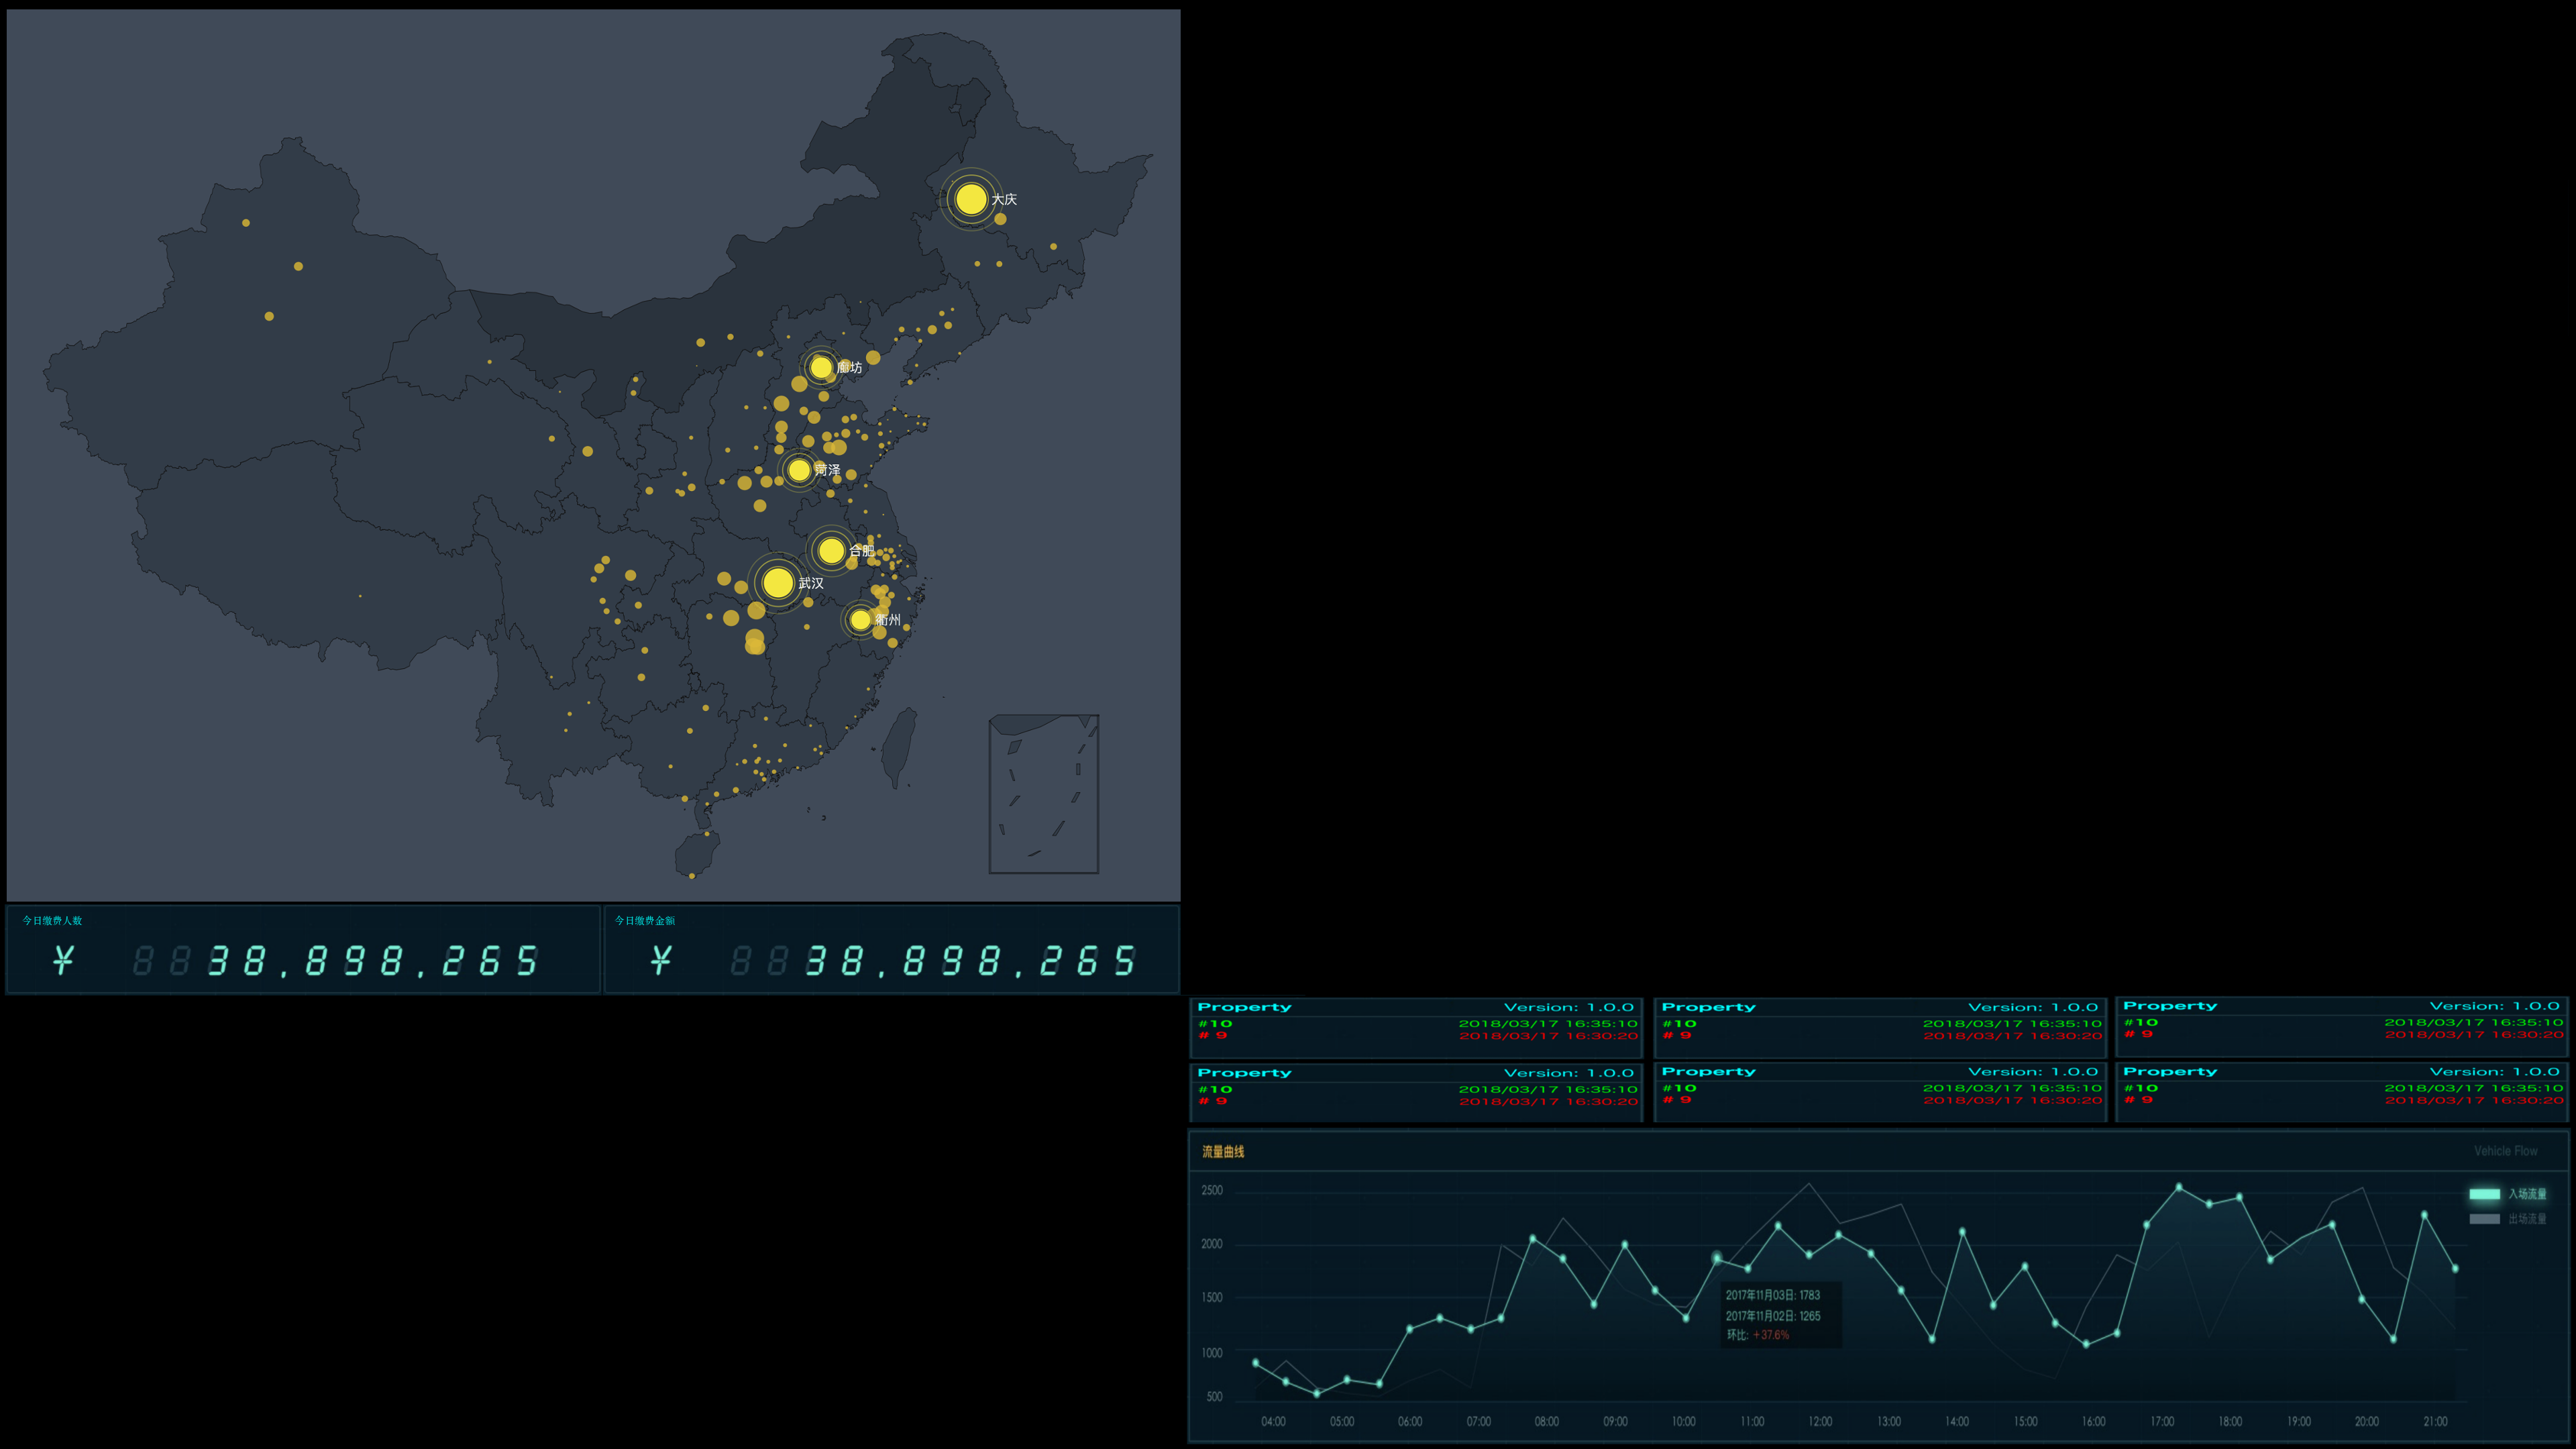 大庆
廊坊
菏泽
合肥
武汉
衢州
今日缴费人数
¥ 38,898,265
今日缴费金额
¥ 38,898,265
Property Version: 1.0.0
#10 2018/03/17 16:35:10
# 9 2018/03/17 16:30:20
Property Version: 1.0.0
#10 2018/03/17 16:35:10
# 9 2018/03/17 16:30:20
Property Version: 1.0.0
#10 2018/03/17 16:35:10
# 9 2018/03/17 16:30:20
Property Version: 1.0.0
#10 2018/03/17 16:35:10
# 9 2018/03/17 16:30:20
Property Version: 1.0.0
#10 2018/03/17 16:35:10
# 9 2018/03/17 16:30:20
Property Version: 1.0.0
#10 2018/03/17 16:35:10
# 9 2018/03/17 16:30:20
流量曲线 Vehicle Flow
入场流量
出场流量
2500
2000
1500
1000
500
2017年11月03日: 1783
2017年11月02日: 1265
环比: +37.6%
04:00 05:00 06:00 07:00 08:00 09:00 10:00 11:00 12:00 13:00 14:00 15:00 16:00 17:00 18:00 19:00 20:00 21:00